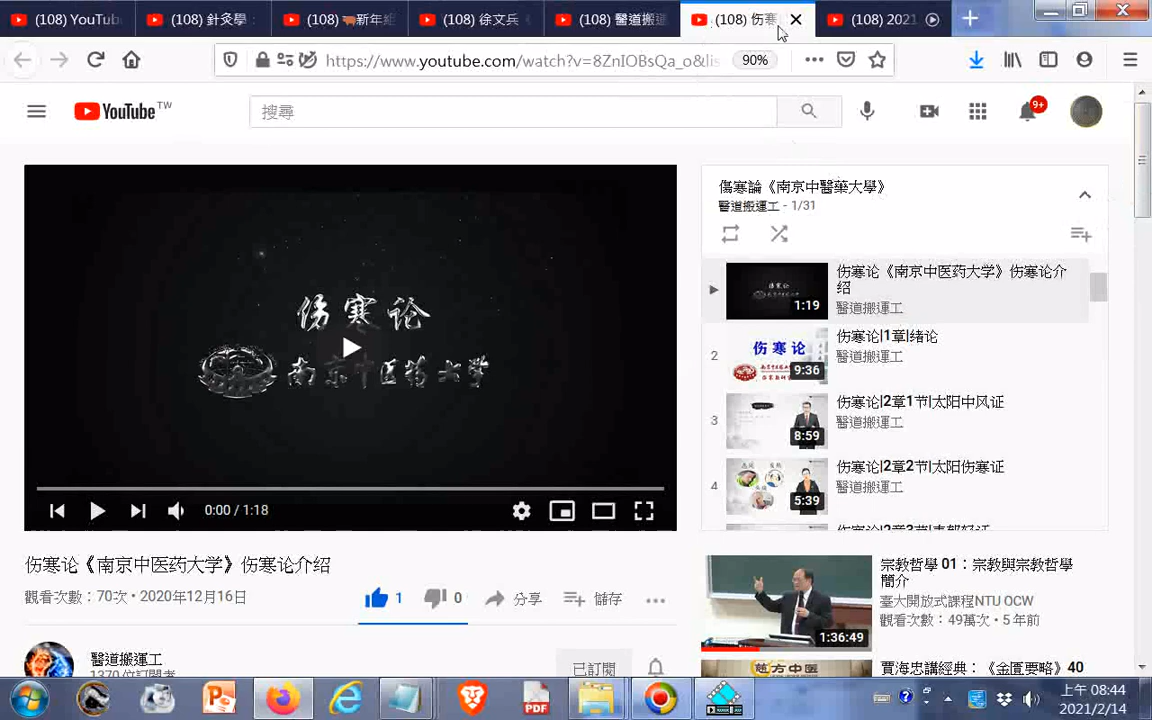 (108) YouTub
(108) 針灸學
(108) 新年
(108) 徐文兵
(108) 醫道搬運
(108) 伤寒
(108) 2021
https://www.youtube.com/watch?v=8ZnIOBsQa_o&lis
90%
YouTube TW
搜尋
9+
伤寒论
南京中医药大学
0:00 / 1:18
傷寒論《南京中醫藥大學》
醫道搬運工 - 1/31
伤寒论《南京中医药大学》伤寒论介
绍
醫道搬運工
1:19
2
伤寒论|1章|绪论
醫道搬運工
伤寒论
9:36
3
伤寒论|2章1节|太阳中风证
醫道搬運工
8:59
4
伤寒论|2章2节|太阳伤寒证
醫道搬運工
5:39
伤寒论《南京中医药大学》伤寒论介绍
觀看次數：70次 • 2020年12月16日
1
0
分享
儲存
醫道搬運工
已訂閱
宗教哲學 01：宗教與宗教哲學
簡介
臺大開放式課程NTU OCW
觀看次數：49萬次 • 5 年前
1:36:49
賈海忠講經典：《金匱要略》40
慈方中医
PDF
上午 08:44
2021/2/14